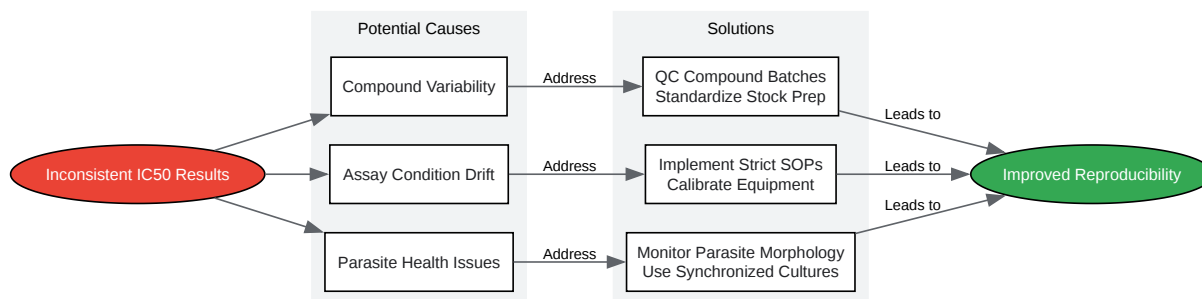 Potential Causes
Solutions
Inconsistent IC50 Results
Compound Variability
Address
QC Compound Batches
Standardize Stock Prep
Leads to
Assay Condition Drift
Address
Implement Strict SOPs
Calibrate Equipment
Leads to
Improved Reproducibility
Parasite Health Issues
Address
Monitor Parasite Morphology
Use Synchronized Cultures
Leads to